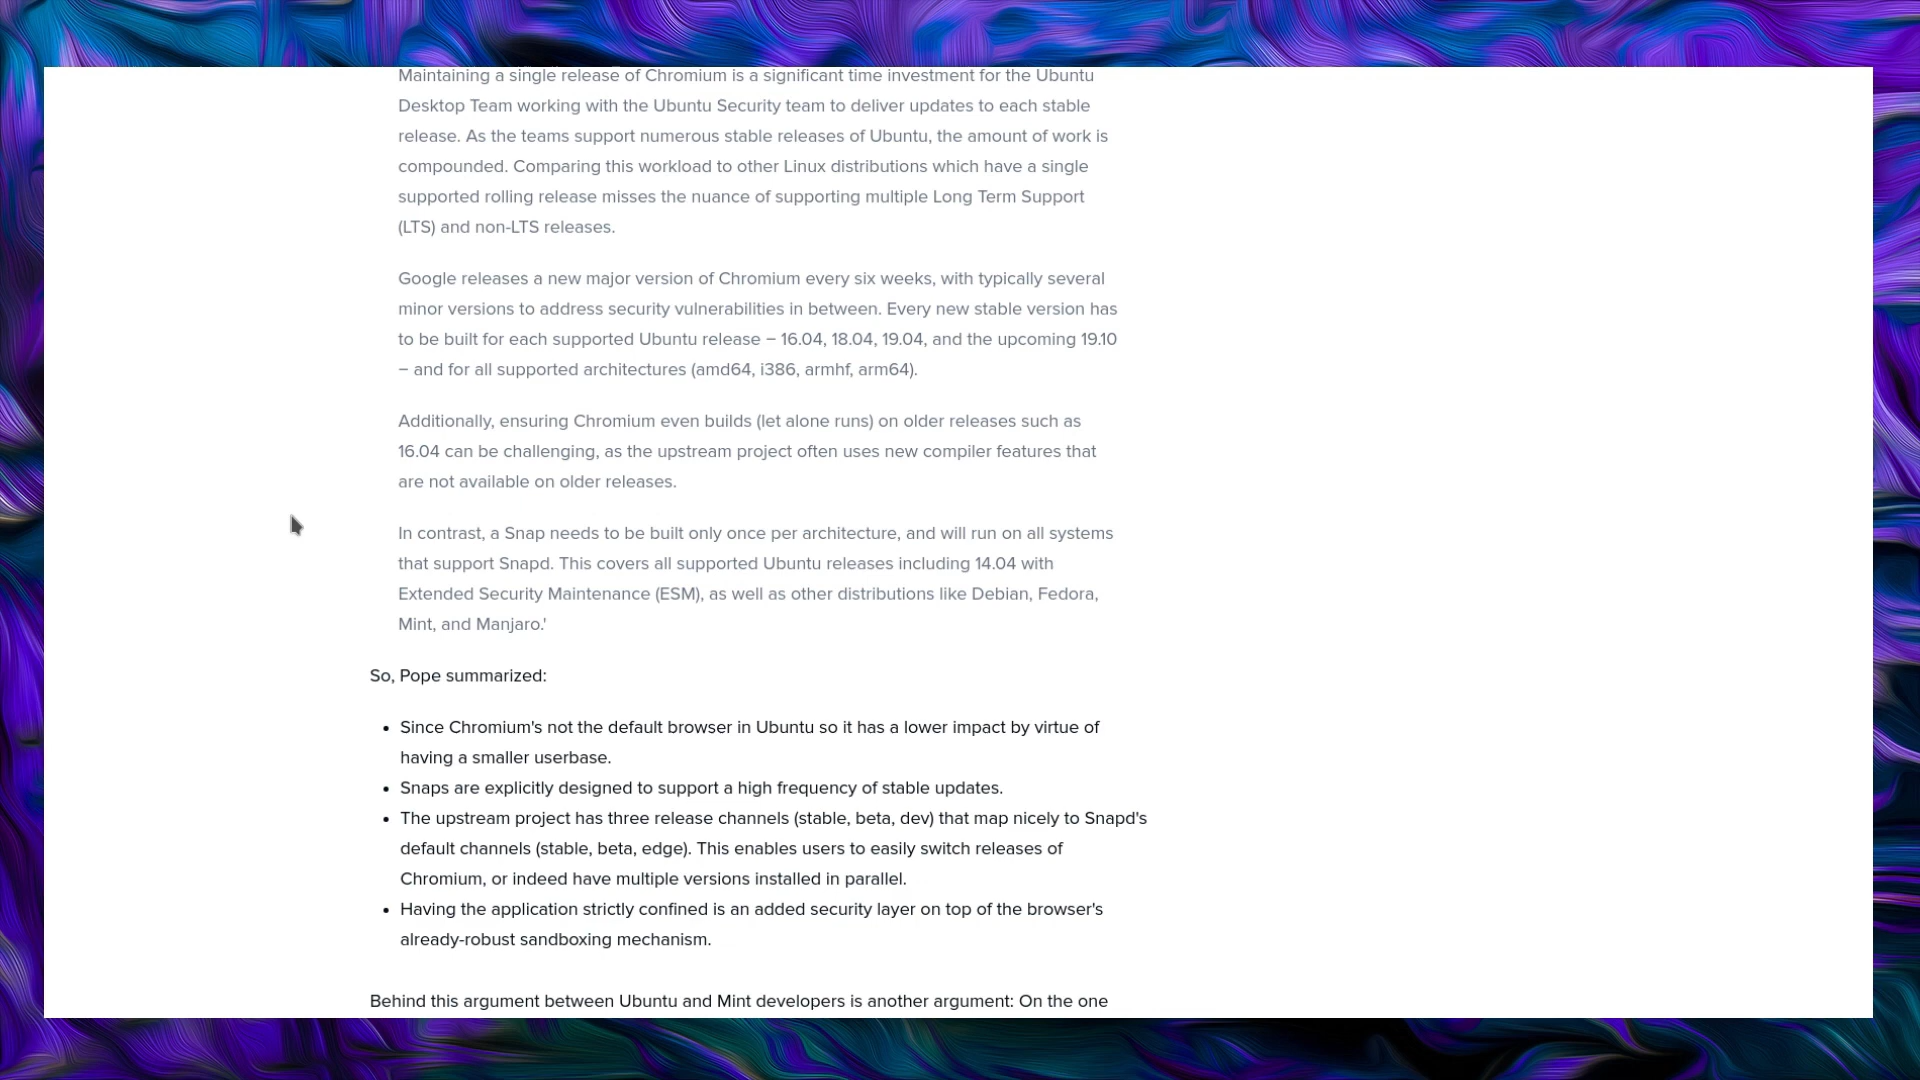 Maintaining a single release of Chromium is a significant time investment for the Ubuntu
Desktop Team working with the Ubuntu Security team to deliver updates to each stable
release. As the teams support numerous stable releases of Ubuntu, the amount of work is
compounded. Comparing this workload to other Linux distributions which have a single
supported rolling release misses the nuance of supporting multiple Long Term Support
(LTS) and non-LTS releases.
Google releases a new major version of Chromium every six weeks, with typically several
minor versions to address security vulnerabilities in between. Every new stable version has
to be built for each supported Ubuntu release – 16.04, 18.04, 19.04, and the upcoming 19.10
– and for all supported architectures (amd64, i386, armhf, arm64).
Additionally, ensuring Chromium even builds (let alone runs) on older releases such as
16.04 can be challenging, as the upstream project often uses new compiler features that
are not available on older releases.
In contrast, a Snap needs to be built only once per architecture, and will run on all systems
that support Snapd. This covers all supported Ubuntu releases including 14.04 with
Extended Security Maintenance (ESM), as well as other distributions like Debian, Fedora,
Mint, and Manjaro.'
So, Pope summarized:
• Since Chromium's not the default browser in Ubuntu so it has a lower impact by virtue of
having a smaller userbase.
• Snaps are explicitly designed to support a high frequency of stable updates.
• The upstream project has three release channels (stable, beta, dev) that map nicely to Snapd's
default channels (stable, beta, edge). This enables users to easily switch releases of
Chromium, or indeed have multiple versions installed in parallel.
• Having the application strictly confined is an added security layer on top of the browser's
already-robust sandboxing mechanism.
Behind this argument between Ubuntu and Mint developers is another argument: On the one